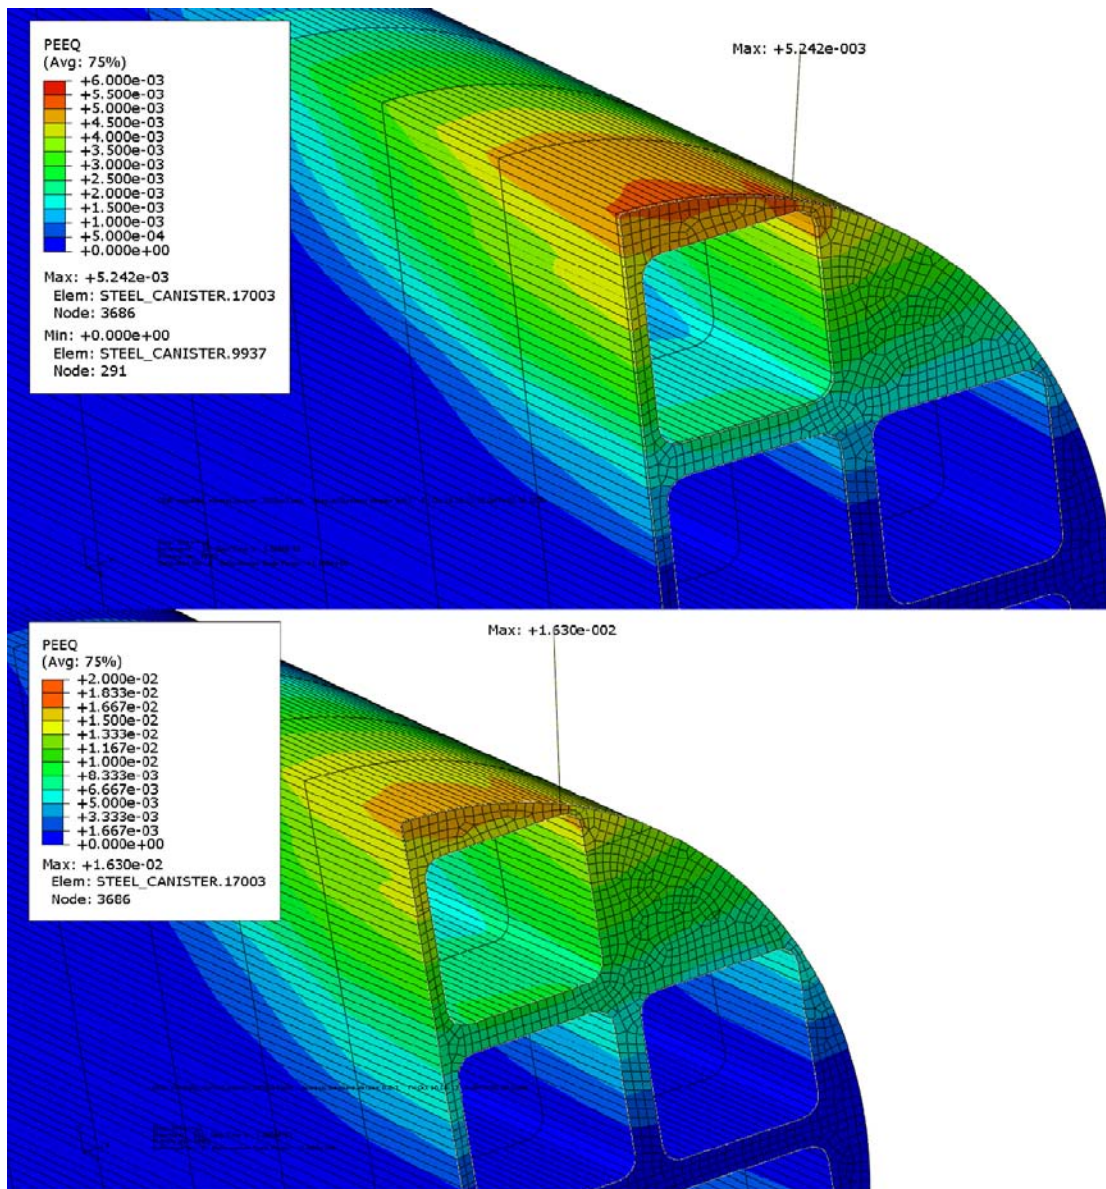 PEEQ
(Avg: 75%)
+6.000e-03
+5.500e-03
+5.000e-03
+4.500e-03
+4.000e-03
+3.500e-03
+3.000e-03
+2.500e-03
+2.000e-03
+1.500e-03
+1.000e-03
+5.000e-04
+0.000e+00
Max: +5.242e-03
Elem: STEEL_CANISTER.17003
Node: 3686
Min: +0.000e+00
Elem: STEEL_CANISTER.9937
Node: 291
Max: +5.242e-003
PEEQ
(Avg: 75%)
+2.000e-02
+1.833e-02
+1.667e-02
+1.500e-02
+1.333e-02
+1.167e-02
+1.000e-02
+8.333e-03
+6.667e-03
+5.000e-03
+3.333e-03
+1.667e-03
+0.000e+00
Max: +1.630e-02
Elem: STEEL_CANISTER.17003
Node: 3686
Max: +1.630e-002